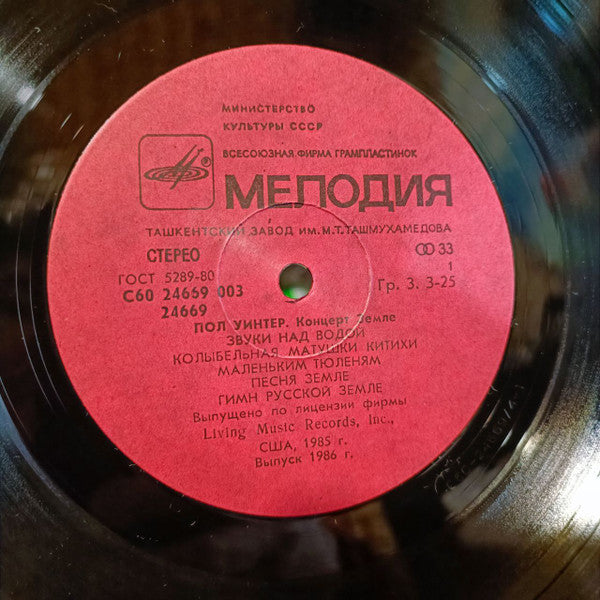 МИНИСТЕРСТВО
КУЛЬТУРЫ СССР
ВСЕСОЮЗНАЯ ФИРМА ГРАМПЛАСТИНОК
МЕЛОДИЯ
ТАШКЕНТСКИЙ ЗАВОД ИМ. М.Т. ТАШМУХАМЕДОВА
СТЕРЕО 33
ГОСТ 5289-80 1
С60 24669 003 Гр. 3. 3-25
24669
ПОЛ УИНТЕР. Концерт Земле
ЗВУКИ НАД ВОДОЙ
КОЛЫБЕЛЬНАЯ МАТУШКИ КИТИХИ
МАЛЕНЬКИМ ТЮЛЕНЯМ
ПЕСНЯ ЗЕМЛЕ
ГИМН РУССКОЙ ЗЕМЛЕ
Выпущено по лицензии фирмы
Living Music Records, Inc.,
США, 1985 г.
Выпуск 1986 г.